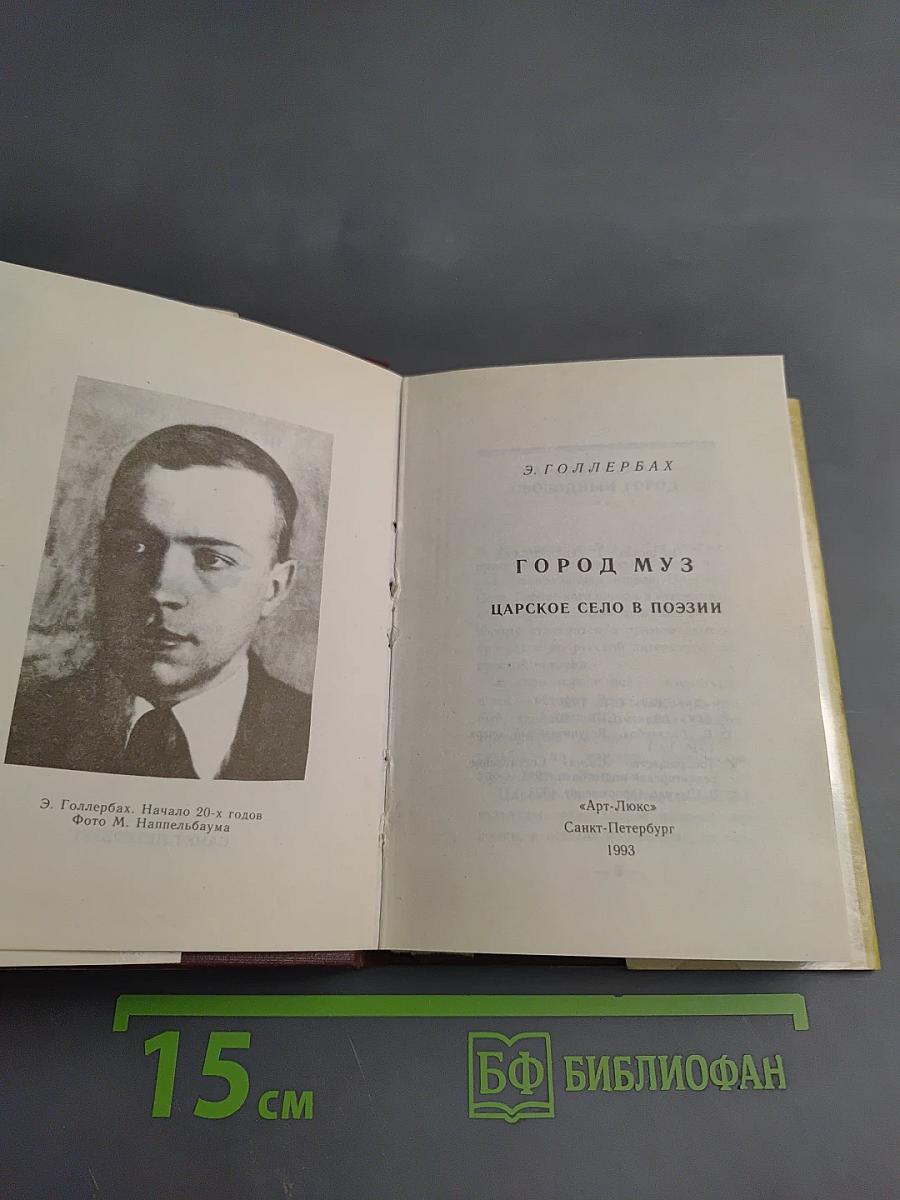 Э. Голлербах. Начало 20-х годов
Фото М. Наппельбаума
Э. ГОЛЛЕРБАХ
ГОРОД МУЗ
ЦАРСКОЕ СЕЛО В ПОЭЗИИ
«Арт-Люкс»
Санкт-Петербург
1993
15 см
БФ БИБЛИОФАН